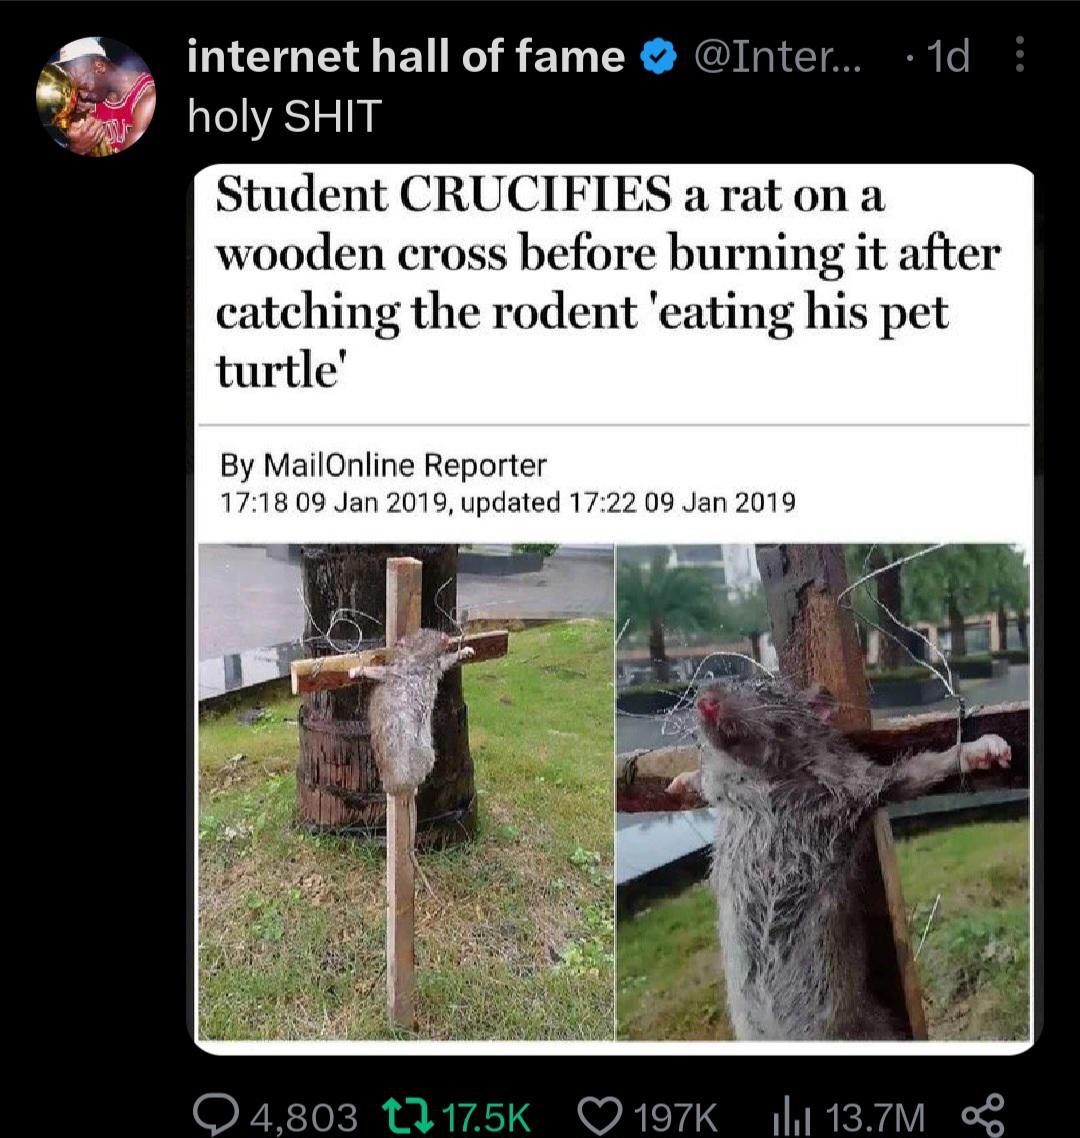 internet hall of fame @Inter... · 1d
holy SHIT
Student CRUCIFIES a rat on a
wooden cross before burning it after
catching the rodent 'eating his pet
turtle'
By MailOnline Reporter
17:18 09 Jan 2019, updated 17:22 09 Jan 2019
4,803 17.5K 197K 13.7M